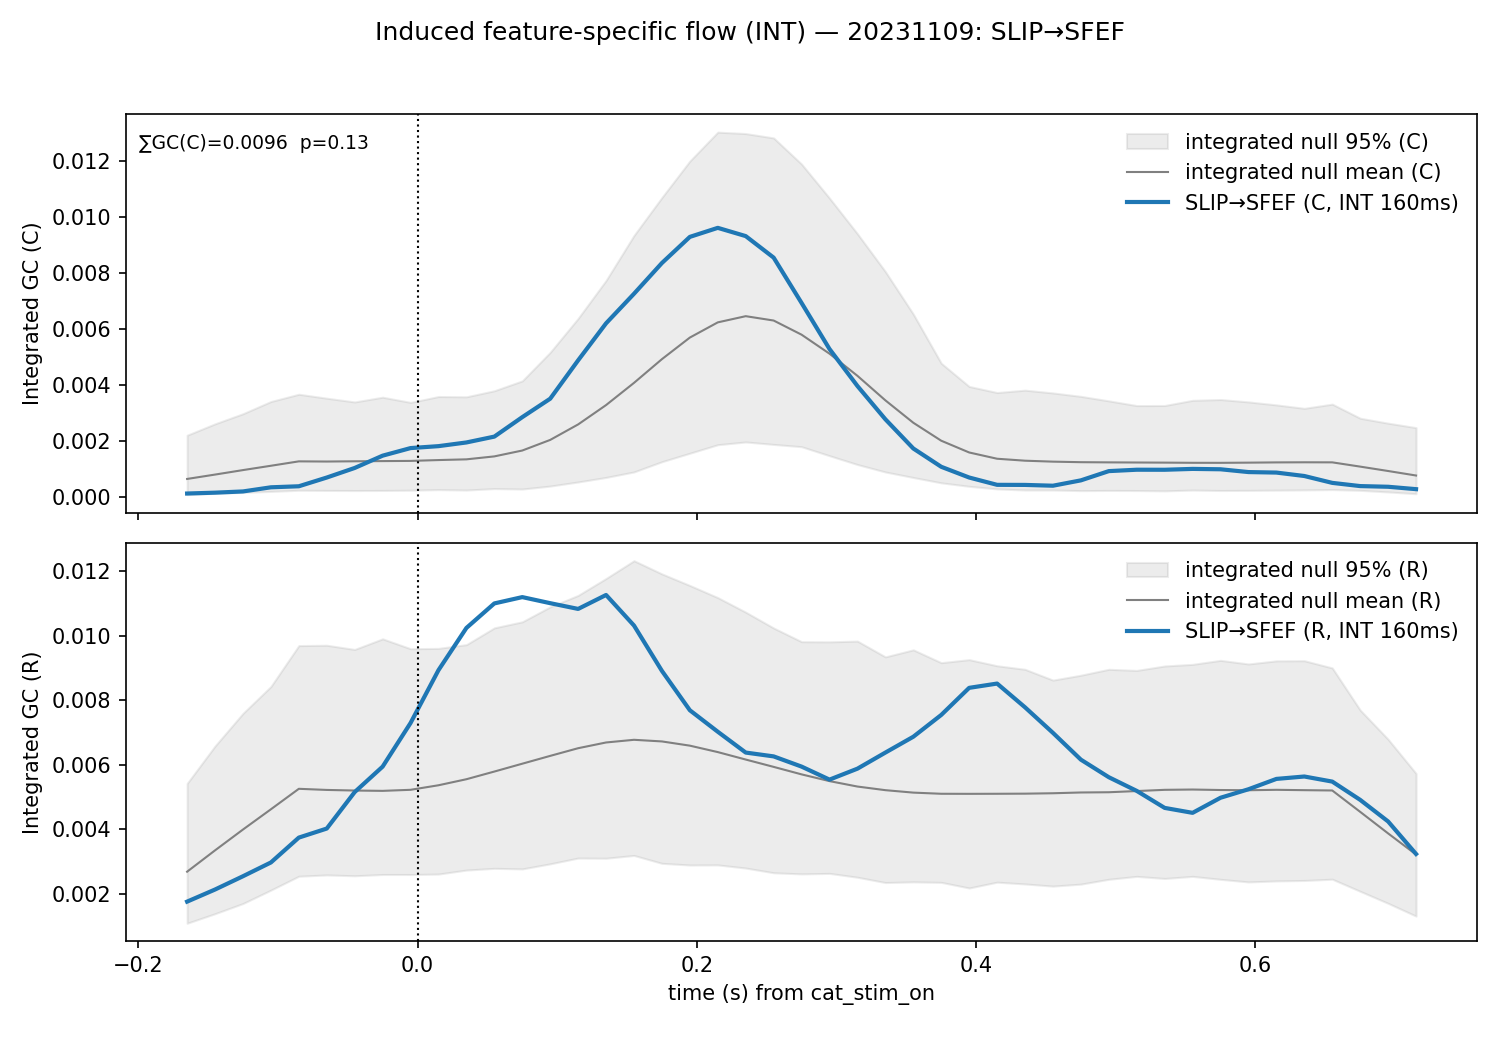 Induced feature-specific flow (INT) — 20231109: SLIP→SFEF
∑GC(C)=0.0096  p=0.13
integrated null 95% (C)
integrated null mean (C)
SLIP→SFEF (C, INT 160ms)
Integrated GC (C)
0.012
0.010
0.008
0.006
0.004
0.002
0.000
integrated null 95% (R)
integrated null mean (R)
SLIP→SFEF (R, INT 160ms)
Integrated GC (R)
0.012
0.010
0.008
0.006
0.004
0.002
−0.2 0.0 0.2 0.4 0.6
time (s) from cat_stim_on